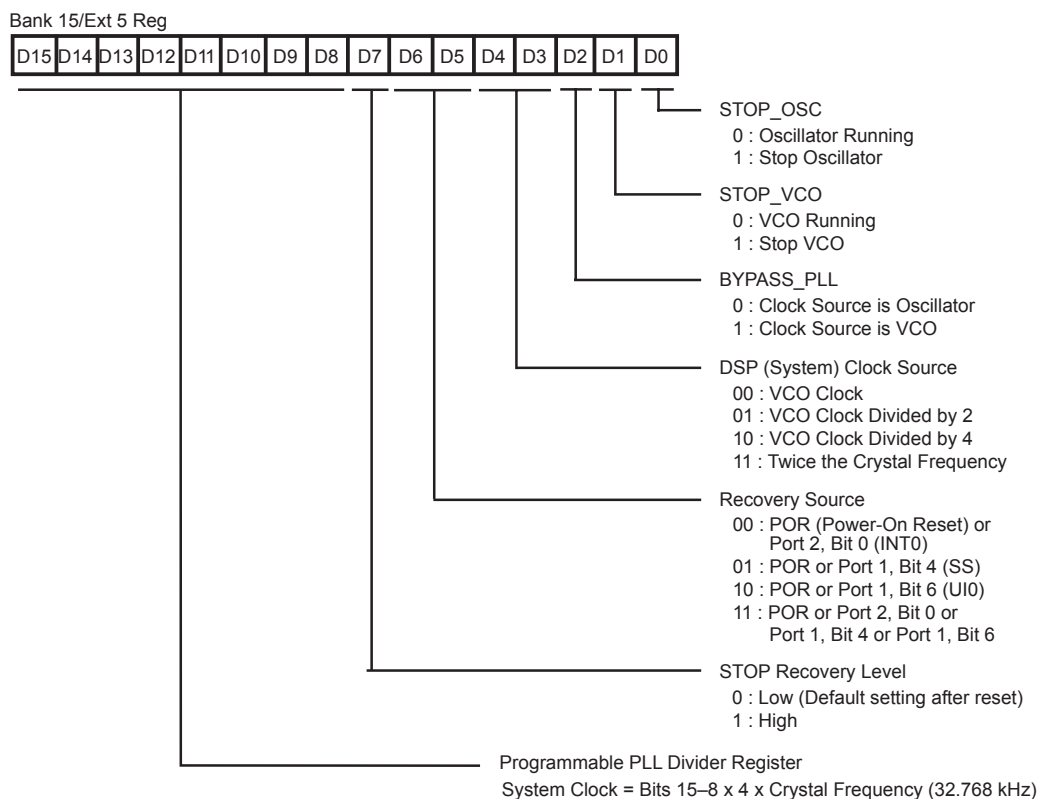 Bank 15/Ext 5 Reg
D15 D14 D13 D12 D11 D10 D9 D8 D7 D6 D5 D4 D3 D2 D1 D0
STOP_OSC
0 : Oscillator Running
1 : Stop Oscillator
STOP_VCO
0 : VCO Running
1 : Stop VCO
BYPASS_PLL
0 : Clock Source is Oscillator
1 : Clock Source is VCO
DSP (System) Clock Source
00 : VCO Clock
01 : VCO Clock Divided by 2
10 : VCO Clock Divided by 4
11 : Twice the Crystal Frequency
Recovery Source
00 : POR (Power-On Reset) or
Port 2, Bit 0 (INT0)
01 : POR or Port 1, Bit 4 (SS)
10 : POR or Port 1, Bit 6 (UI0)
11 : POR or Port 2, Bit 0 or
Port 1, Bit 4 or Port 1, Bit 6
STOP Recovery Level
0 : Low (Default setting after reset)
1 : High
Programmable PLL Divider Register
System Clock = Bits 15–8 x 4 x Crystal Frequency (32.768 kHz)